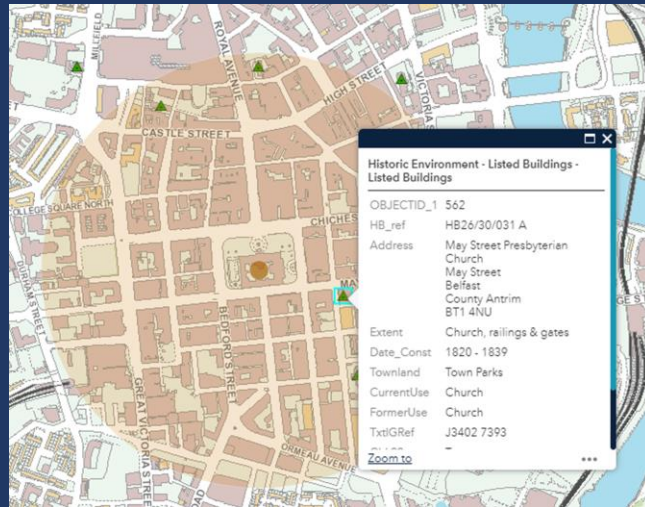 MILLFIELD
ROYAL AVENUE
HIGH STREET
VICTORIA S
CASTLE STREET
COLLEGE SQUARE NORTH
CHICHES
DURHAM STREET
MA
BEDFORD STREET
GREAT VICTORIA STREET
ORMEAU AVENUE
GE ST
Historic Environment - Listed Buildings -
Listed Buildings
OBJECTID_1 562
HB_ref HB26/30/031 A
Address May Street Presbyterian
Church
May Street
Belfast
County Antrim
BT1 4NU
Extent Church, railings & gates
Date_Const 1820 - 1839
Townland Town Parks
CurrentUse Church
FormerUse Church
TxtIGRef J3402 7393
Zoom to